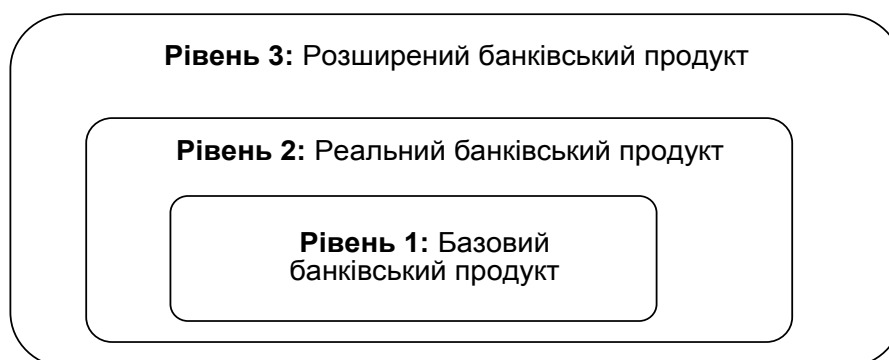 Рівень 3: Розширений банківський продукт
Рівень 2: Реальний банківський продукт
Рівень 1: Базовий
банківський продукт